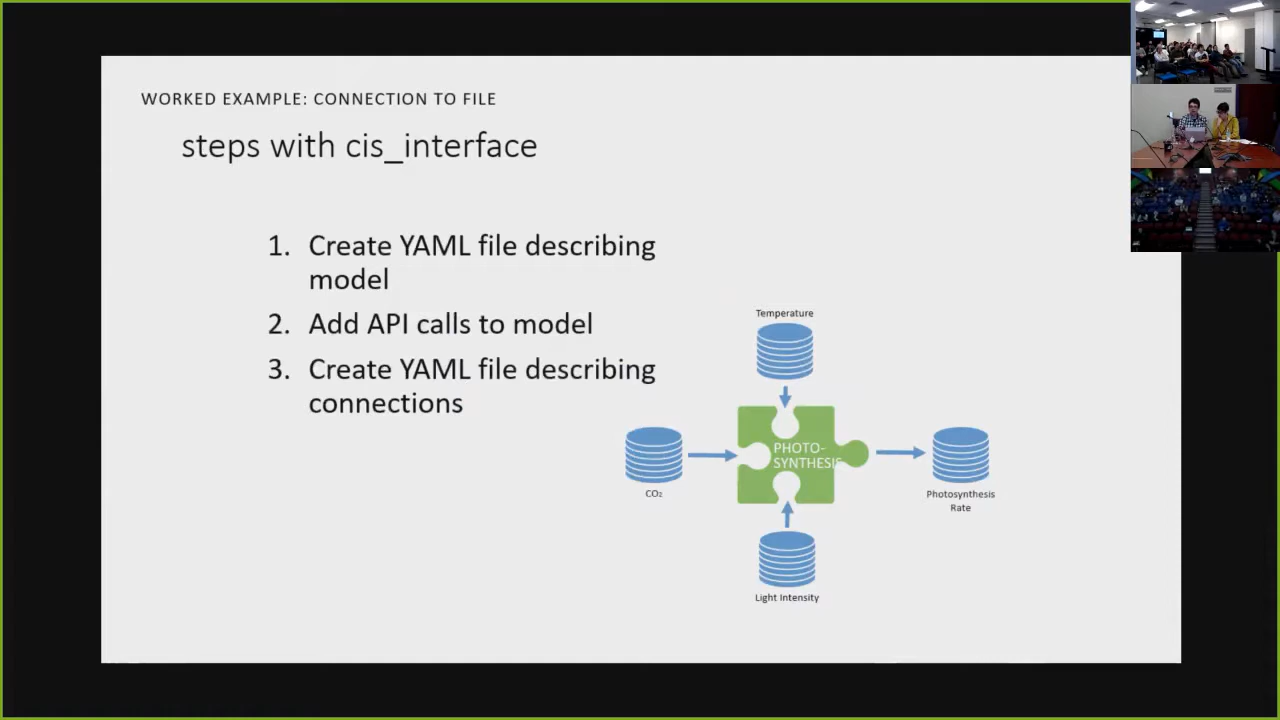 WORKED EXAMPLE: CONNECTION TO FILE
steps with cis_interface
1. Create YAML file describing
model
2. Add API calls to model
3. Create YAML file describing
connections
Temperature
PHOTO-
SYNTHESIS
CO₂
Photosynthesis
Rate
Light Intensity